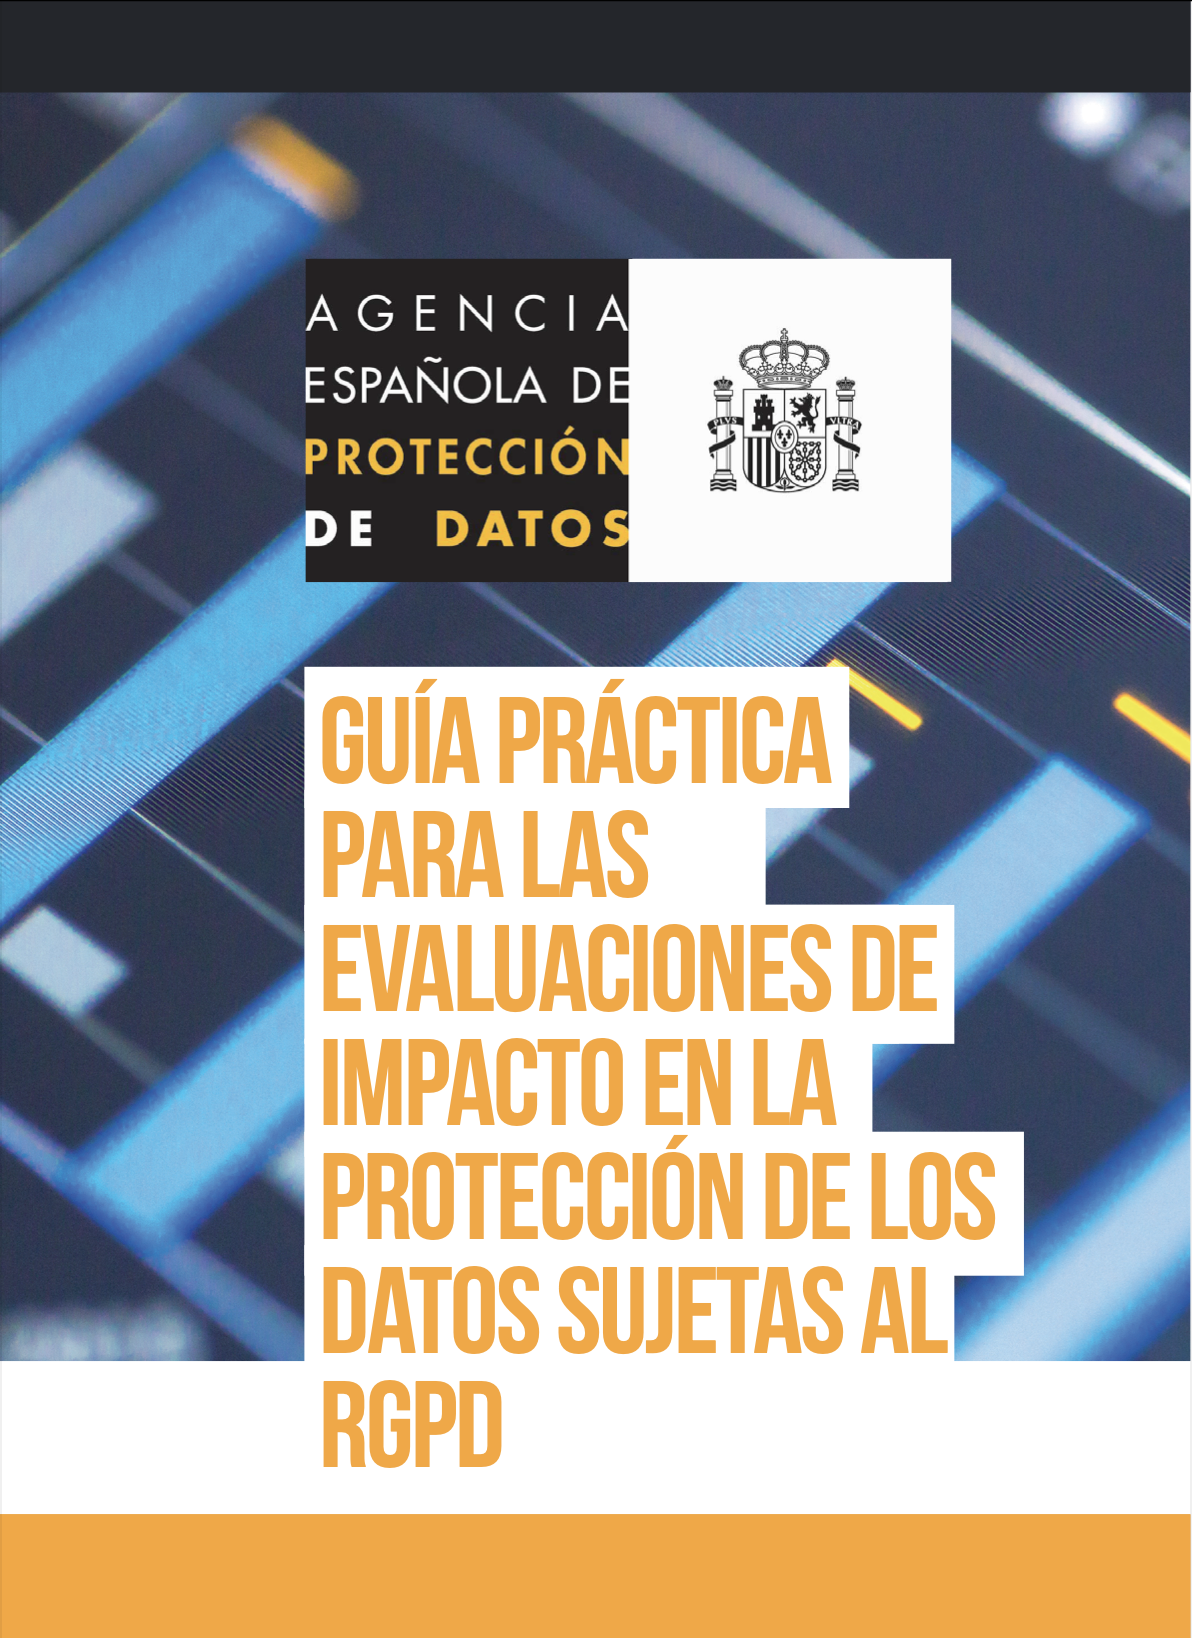 AGENCIA
ESPAÑOLA DE
PROTECCIÓN
DE DATOS
PLVS VLTRA
GUÍA PRÁCTICA
PARA LAS
EVALUACIONES DE
IMPACTO EN LA
PROTECCIÓN DE LOS
DATOS SUJETAS AL
RGPD